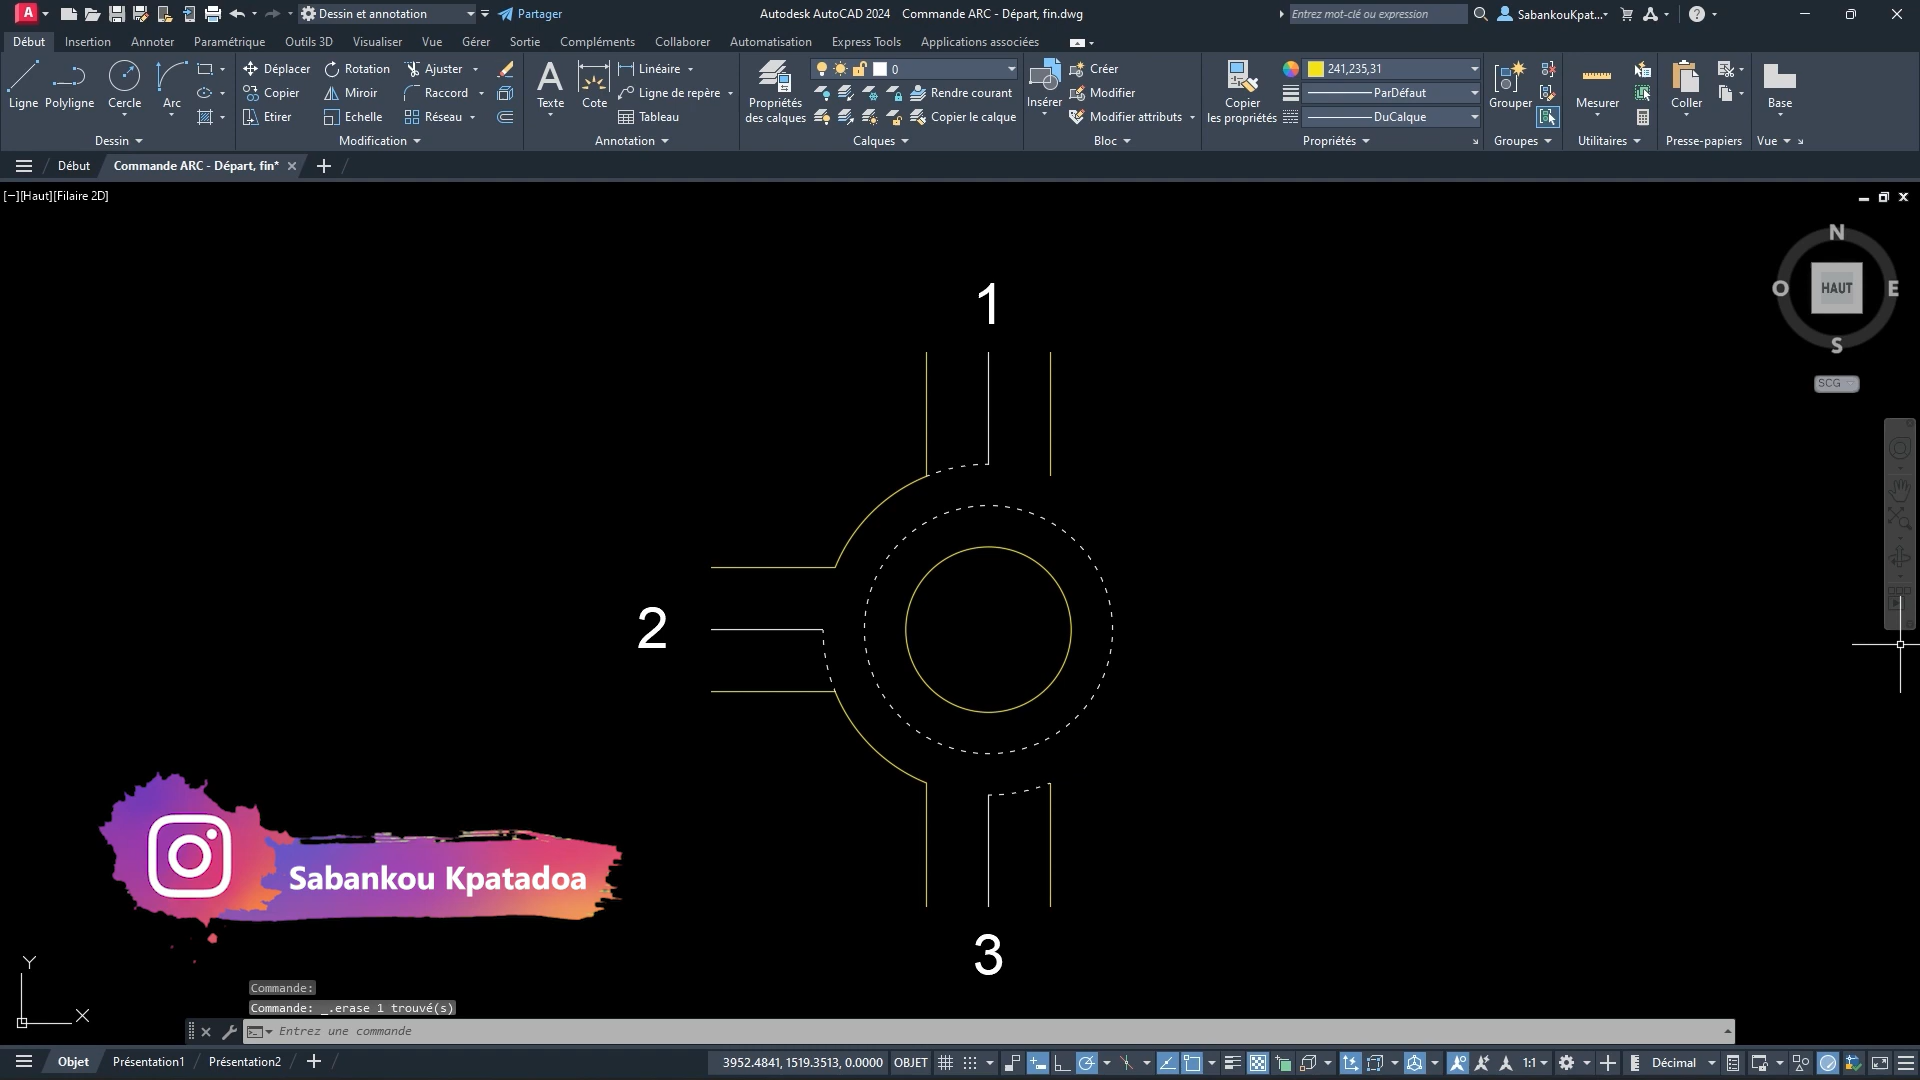 Dessin et annotation
Partager
Autodesk AutoCAD 2024 Commande ARC - Départ, fin.dwg
Entrez mot-clé ou expression
SabankouKpat...
Début Insertion Annoter Paramétrique Outils 3D Visualiser Vue Gérer Sortie Compléments Collaborer Automatisation Express Tools Applications associées
Déplacer Rotation Ajuster
Linéaire
0
Créer
241,235,31
Copier Miroir Raccord
Ligne de repère
Rendre courant
Modifier
ParDéfaut
Ligne Polyligne Cercle Arc
Texte Cote
Propriétés
des calques
Insérer
Copier
les propriétés
Grouper
Mesurer
Coller
Base
Etirer Echelle Réseau
Tableau
Copier le calque
Modifier attributs
DuCalque
Dessin Modification Annotation Calques Bloc Propriétés Groupes Utilitaires Presse-papiers Vue
Début Commande ARC - Départ, fin*
[−][Haut][Filaire 2D]
N
O HAUT E
S
SCG
1
2
3
Sabankou Kpatadoa
Y
X
Commande:
Commande: _.erase 1 trouvé(s)
Entrez une commande
Objet Présentation1 Présentation2
3952.4841, 1519.3513, 0.0000 OBJET
1:1
Décimal